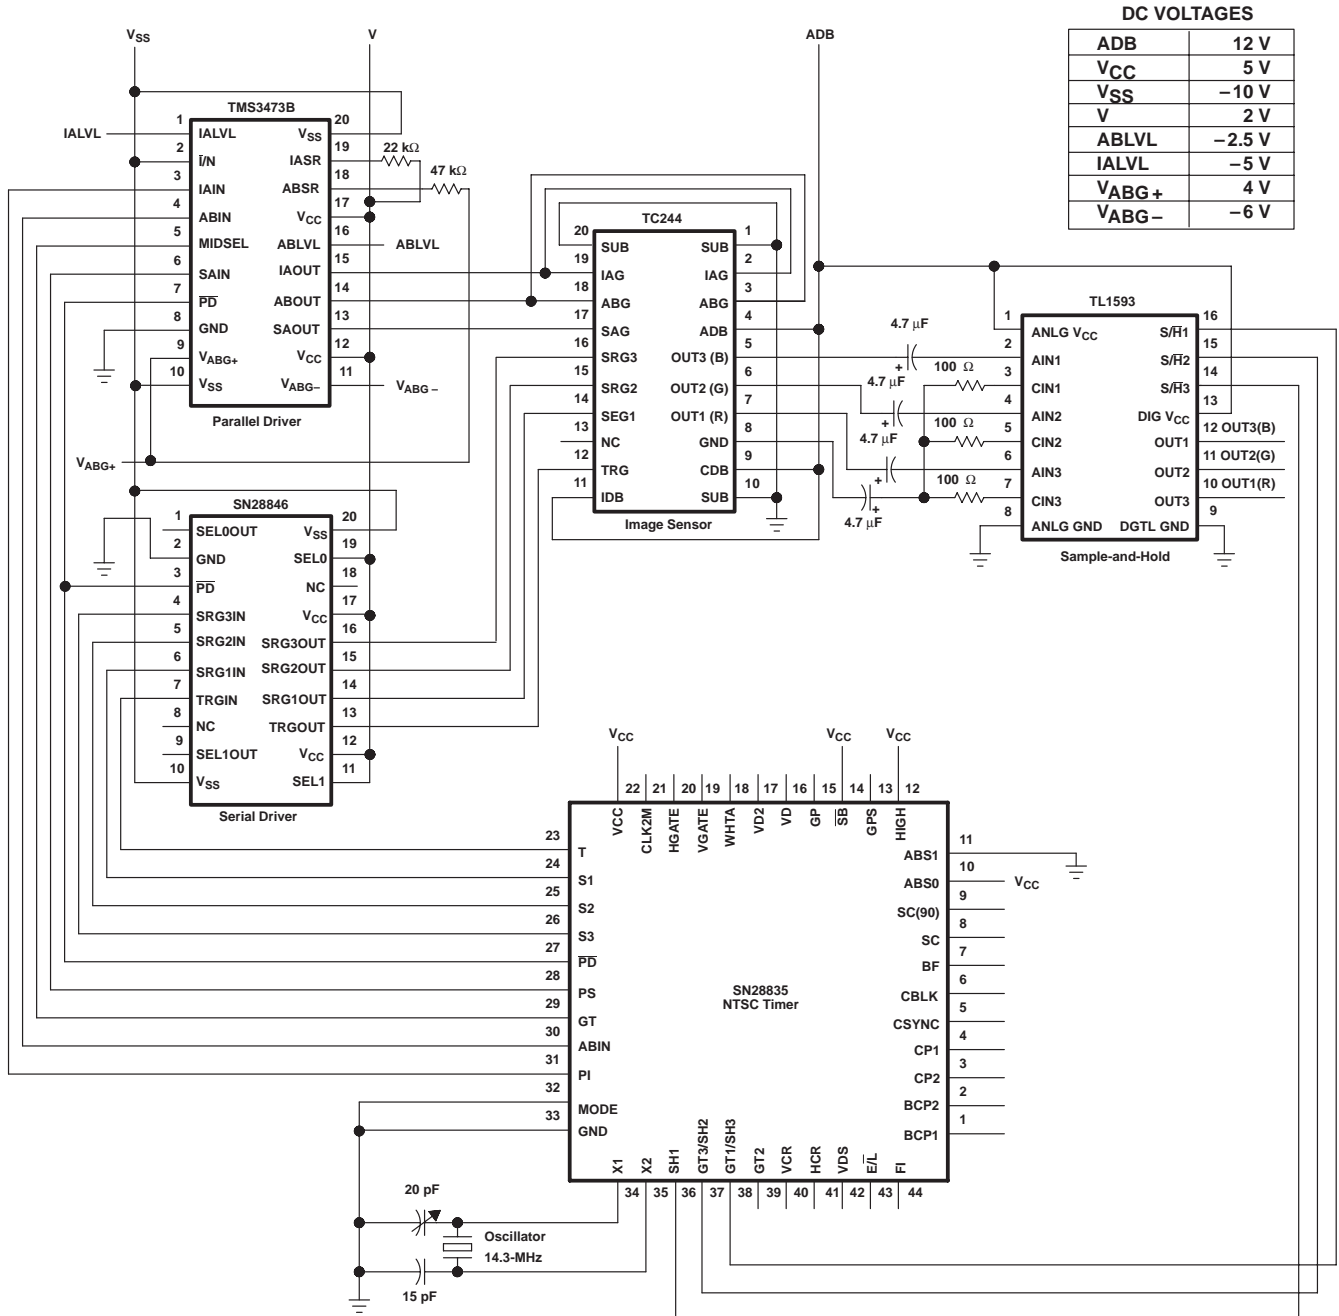 DC VOLTAGES
ADB 12 V
VCC 5 V
VSS −10 V
V 2 V
ABLVL −2.5 V
IALVL −5 V
VABG+ 4 V
VABG− −6 V
VSS
V
ADB
TMS3473B
IALVL
1 IALVL
2 I/N
3 IAIN
4 ABIN
5 MIDSEL
6 SAIN
7 PD
8 GND
9 VABG+
10 VSS
20 VSS
19 IASR
18 ABSR
17 VCC
16 ABLVL
15 IAOUT
14 ABOUT
13 SAOUT
12 VCC
11 VABG−
22 kΩ
47 kΩ
ABLVL
VABG−
Parallel Driver
VABG+
TC244
20 SUB
19 IAG
18 ABG
17 SAG
16 SRG3
15 SRG2
14 SEG1
13 NC
12 TRG
11 IDB
1 SUB
2 IAG
3 ABG
4 ADB
5 OUT3 (B)
6 OUT2 (G)
7 OUT1 (R)
8 GND
9 CDB
10 SUB
Image Sensor
4.7 µF
+
4.7 µF
+
4.7 µF
+
4.7 µF
+
100 Ω
100 Ω
100 Ω
TL1593
1 ANLG VCC
2 AIN1
3 CIN1
4 AIN2
5 CIN2
6 AIN3
7 CIN3
8 ANLG GND
16 S/H1
15 S/H2
14 S/H3
13 DIG VCC
12 OUT1 OUT3(B)
11 OUT2 OUT2(G)
10 OUT3 OUT1(R)
9 DGTL GND
Sample-and-Hold
SN28846
1 SEL0OUT
2 GND
3 PD
4 SRG3IN
5 SRG2IN
6 SRG1IN
7 TRGIN
8 NC
9 SEL1OUT
10 VSS
20 VSS
19 SEL0
18 NC
17 VCC
16 SRG3OUT
15 SRG2OUT
14 SRG1OUT
13 TRGOUT
12 VCC
11 SEL1
Serial Driver
VCC
VCC
VCC
22 21 20 19 18 17 16 15 14 13 12
VCC CLK2M HGATE VGATE WHTA VD2 VD GP SB GPS HIGH
23 T
24 S1
25 S2
26 S3
27 PD
28 PS
29 GT
30 ABIN
31 PI
32 MODE
33 GND
SN28835
NTSC Timer
11 ABS1
10 ABS0 VCC
9 SC(90)
8 SC
7 BF
6 CBLK
5 CSYNC
4 CP1
3 CP2
2 BCP2
1 BCP1
X1 X2 SH1 GT3/SH2 GT1/SH3 GT2 VCR HCR VDS E/L FI
34 35 36 37 38 39 40 41 42 43 44
20 pF
Oscillator
14.3-MHz
15 pF